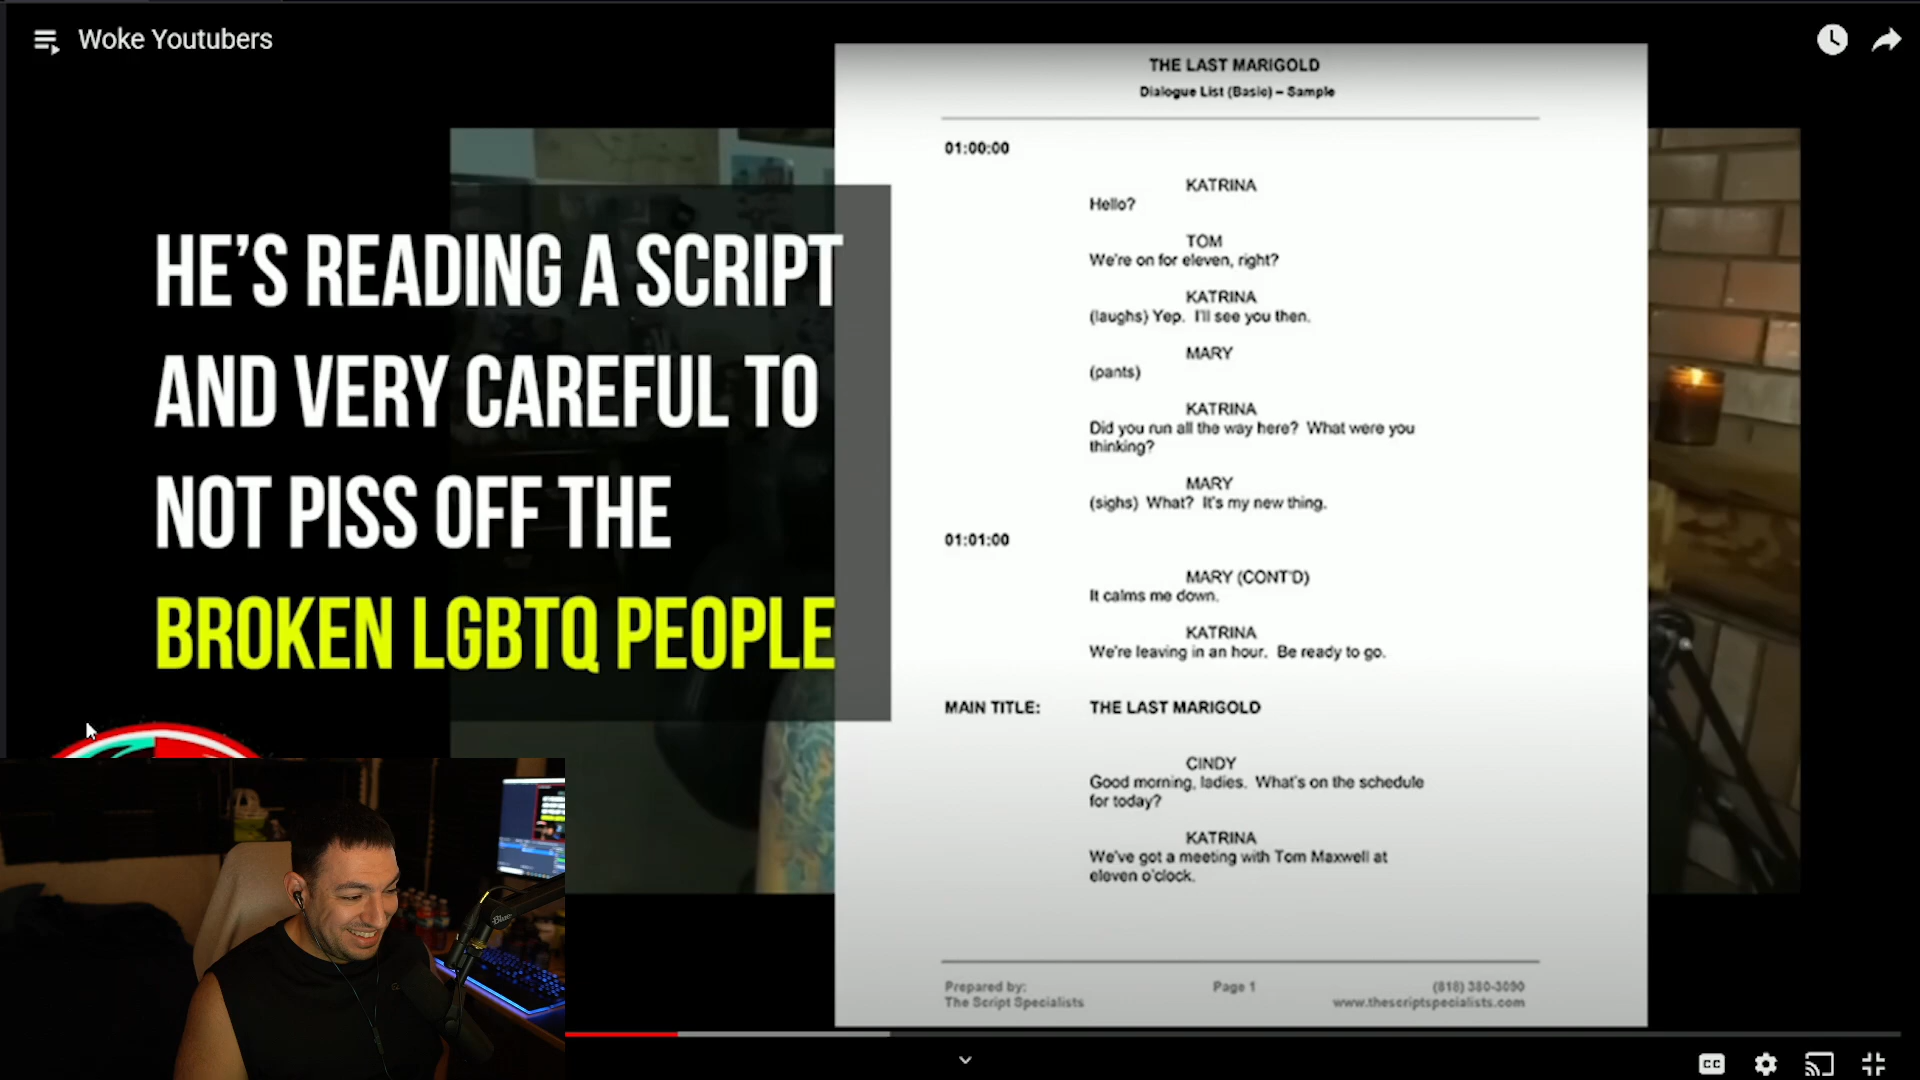 Woke Youtubers
HE'S READING A SCRIPT
AND VERY CAREFUL TO
NOT PISS OFF THE
BROKEN LGBTQ PEOPLE
THE LAST MARIGOLD
Dialogue List (Basic) – Sample
01:00:00
KATRINA
Hello?
TOM
We're on for eleven, right?
KATRINA
(laughs) Yep. I'll see you then.
MARY
(pants)
KATRINA
Did you run all the way here? What were you
thinking?
MARY
(sighs) What? It's my new thing.
01:01:00
MARY (CONT'D)
It calms me down.
KATRINA
We're leaving in an hour. Be ready to go.
MAIN TITLE: THE LAST MARIGOLD
CINDY
Good morning, ladies. What's on the schedule
for today?
KATRINA
We've got a meeting with Tom Maxwell at
eleven o'clock.
Prepared by: Page 1 (818) 380-3090
The Script Specialists www.thescriptspecialists.com
Blue
CC